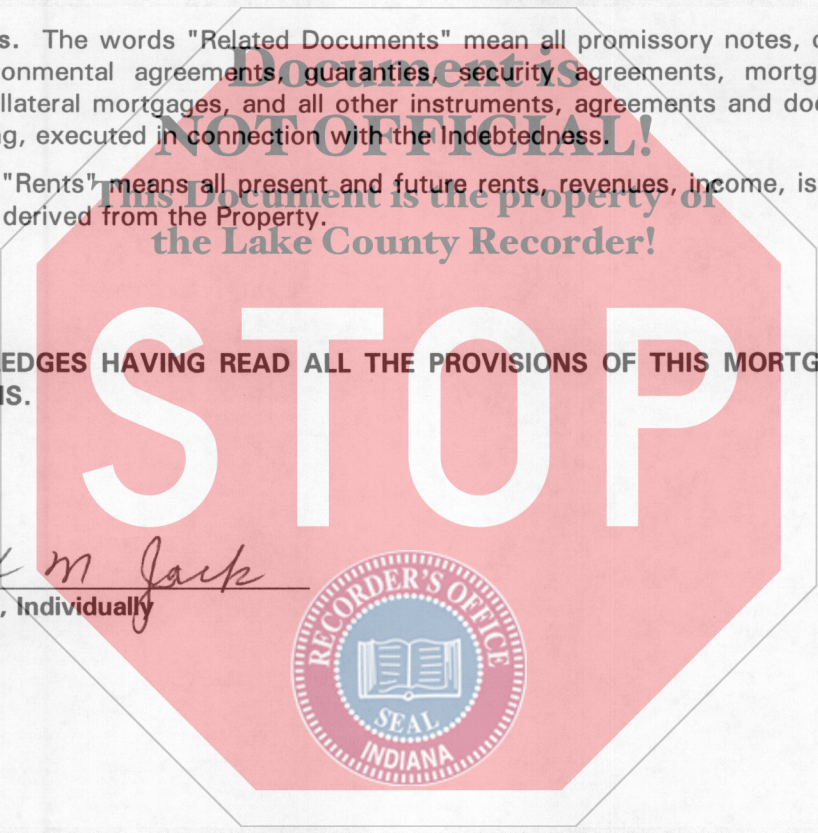 s. The words "Related Documents" mean all promissory notes, c
onmental agreements, guaranties, security agreements, mortg
llateral mortgages, and all other instruments, agreements and doc
ng, executed in connection with the Indebtedness.
"Rents" means all present and future rents, revenues, income, is
derived from the Property.
Document is
NOT OFFICIAL!
This Document is the property of
the Lake County Recorder!
STOP
EDGES HAVING READ ALL THE PROVISIONS OF THIS MORTG
IS.
M Jack
, Individually
RECORDER'S OFFICE
SEAL
INDIANA